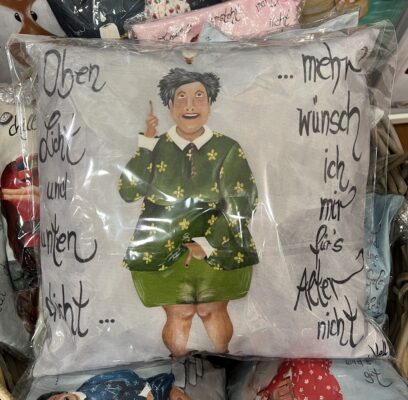 Oben
Licht
und
unten
dicht ...
... mehr
wünsch
ich
mir
für's
Alter
nicht